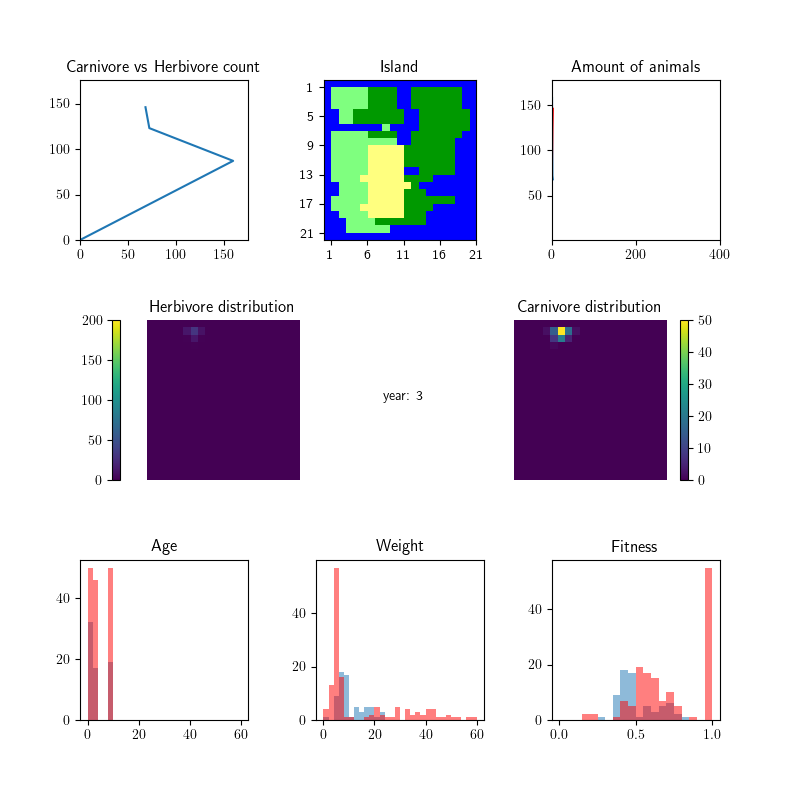 Carnivore vs Herbivore count
150
100
50
0
0 50 100 150
Island
1
5
9
13
17
21
1 6 11 16 21
Amount of animals
150
100
50
0 200 400
Herbivore distribution
200
150
100
50
0
year: 3
Carnivore distribution
50
40
30
20
10
0
Age
40
20
0
0 20 40 60
Weight
40
20
0
0 20 40 60
Fitness
40
20
0
0.0 0.5 1.0